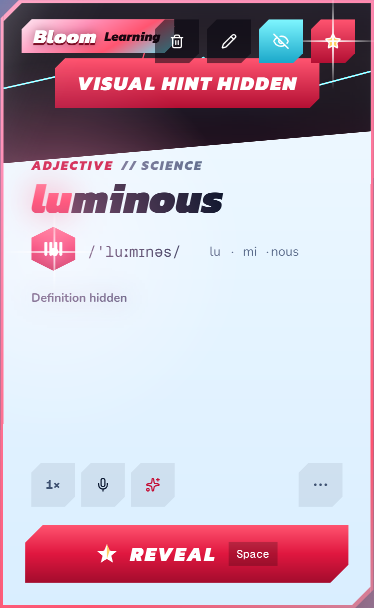 Bloom Learning
VISUAL HINT HIDDEN
ADJECTIVE // SCIENCE
luminous
/ˈluːmɪnəs/ lu · mi · nous
Definition hidden
1×
REVEAL Space